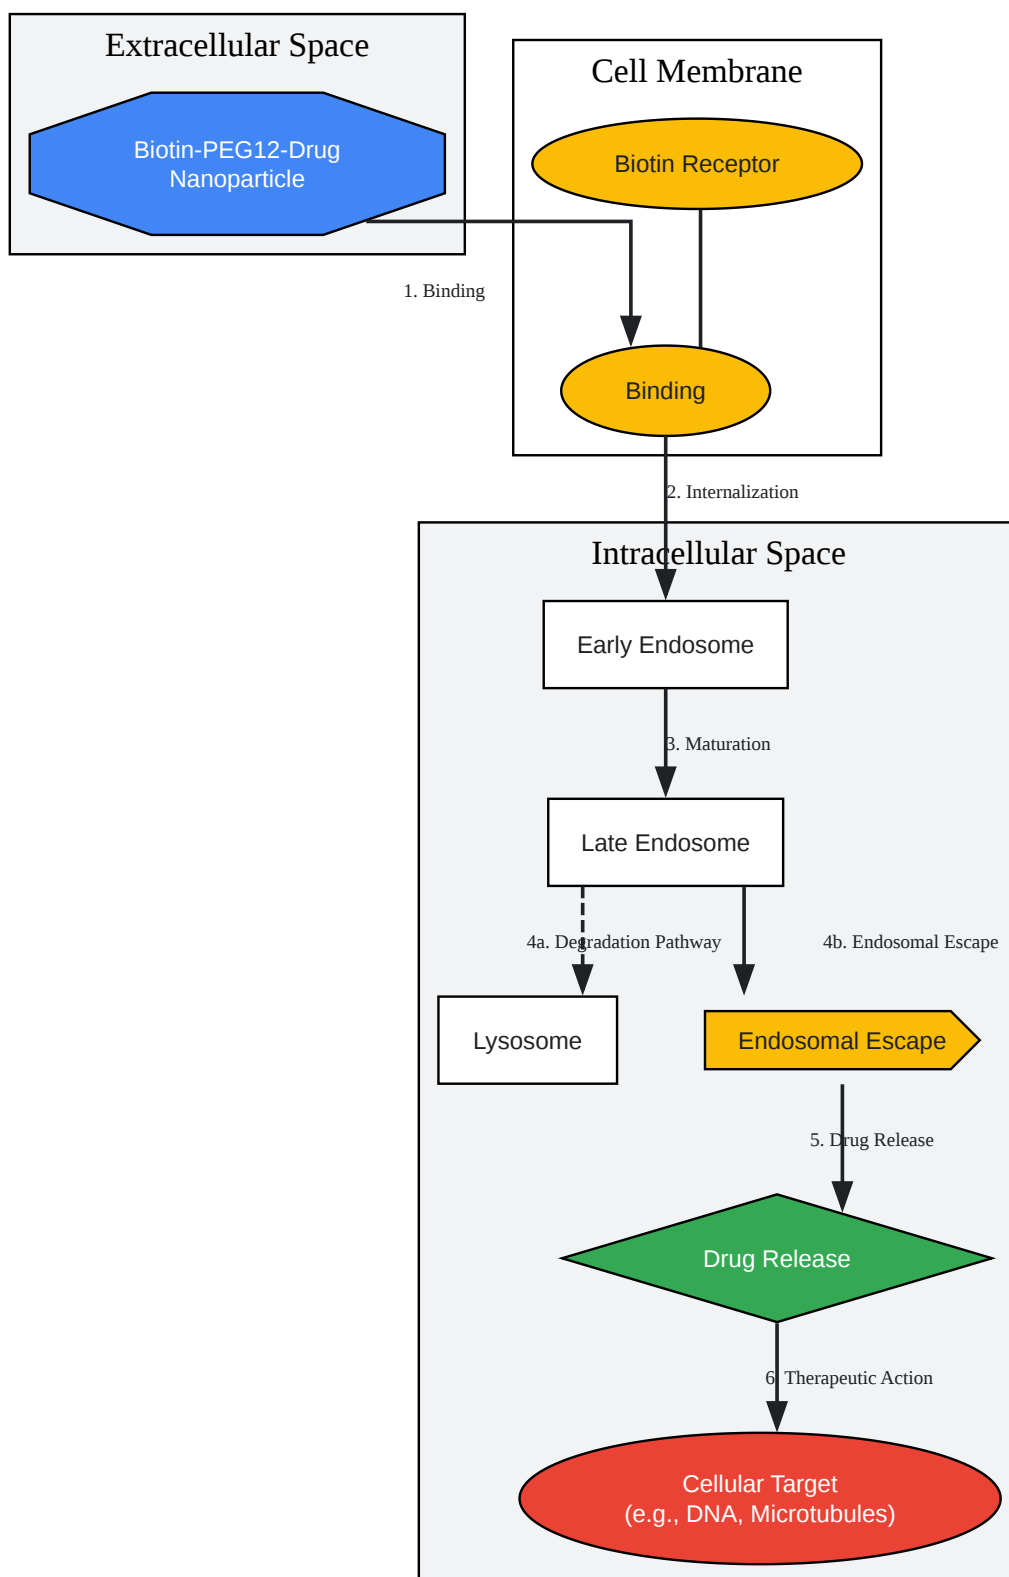 Extracellular Space
Biotin-PEG12-Drug
Nanoparticle
Cell Membrane
Biotin Receptor
1. Binding
Binding
2. Internalization
Intracellular Space
Early Endosome
3. Maturation
Late Endosome
4a. Degradation Pathway
4b. Endosomal Escape
Lysosome
Endosomal Escape
5. Drug Release
Drug Release
6. Therapeutic Action
Cellular Target
(e.g., DNA, Microtubules)